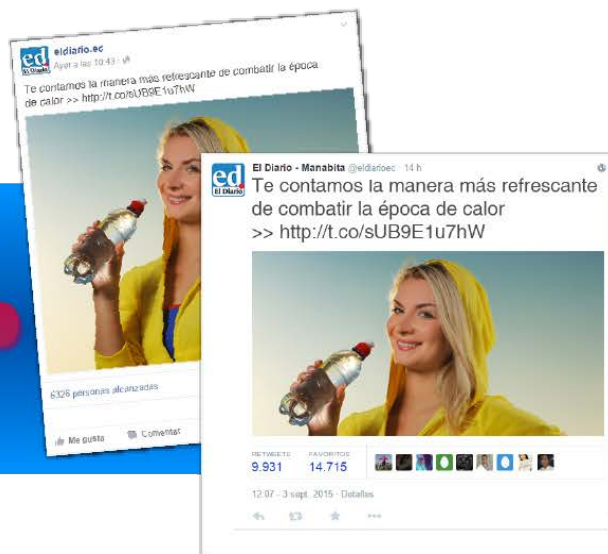 ed
El Diario
eldiario.ec
Ayer a las 10:43
Te contamos la manera más refrescante de combatir la época
de calor >> http://t.co/sUB9E1u7hW
6326 personas alcanzadas
Me gusta
Comentar
ed
El Diario
El Diario - Manabita @eldiarioec · 14 h
Te contamos la manera más refrescante
de combatir la época de calor
>> http://t.co/sUB9E1u7hW
RETWEETS FAVORITOS
9.931 14.715
12:07 - 3 sept. 2015 · Detalles